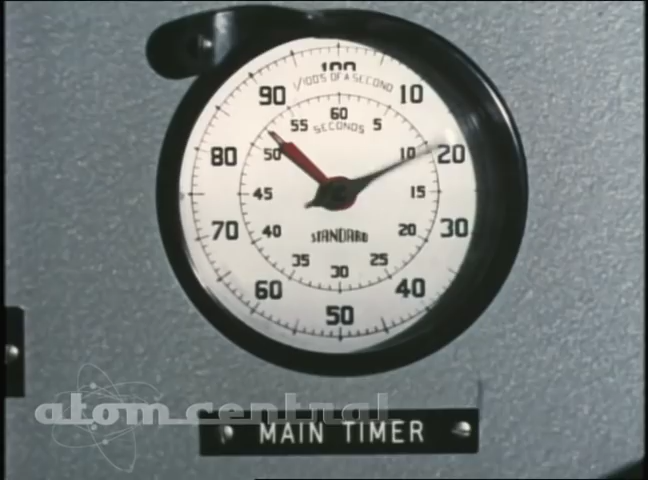 100
1/100'S OF A SECOND
90 10
60
55 5
SECONDS
50 10
80 20
45 15
STANDARD
70 40 20 30
35 25
30
60 40
50
atom central
MAIN TIMER